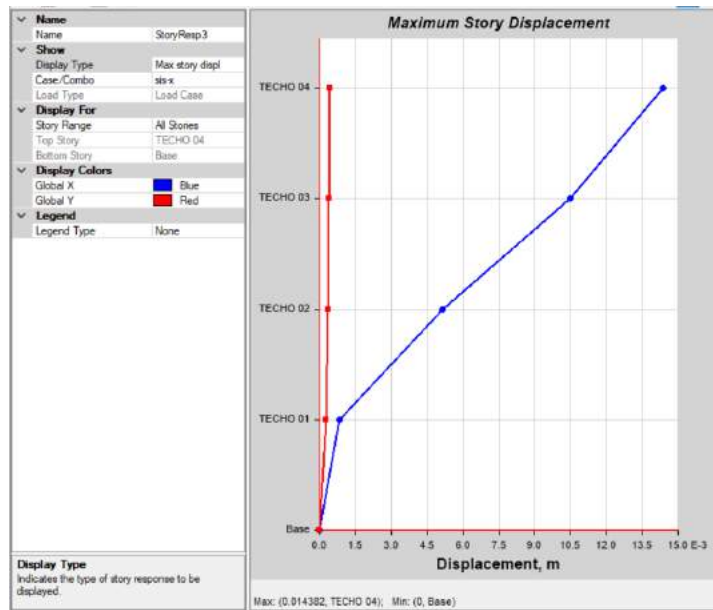 Name
Name StoryResp3
Show
Display Type Max story displ
Case/Combo sis-x
Load Type Load Case
Display For
Story Range All Stories
Top Story TECHO 04
Bottom Story Base
Display Colors
Global X Blue
Global Y Red
Legend
Legend Type None
Display Type
Indicates the type of story response to be
displayed.
Maximum Story Displacement
TECHO 04
TECHO 03
TECHO 02
TECHO 01
Base
0.0 1.5 3.0 4.5 6.0 7.5 9.0 10.5 12.0 13.5 15.0 E-3
Displacement, m
Max: (0.014382, TECHO 04); Min: (0, Base)